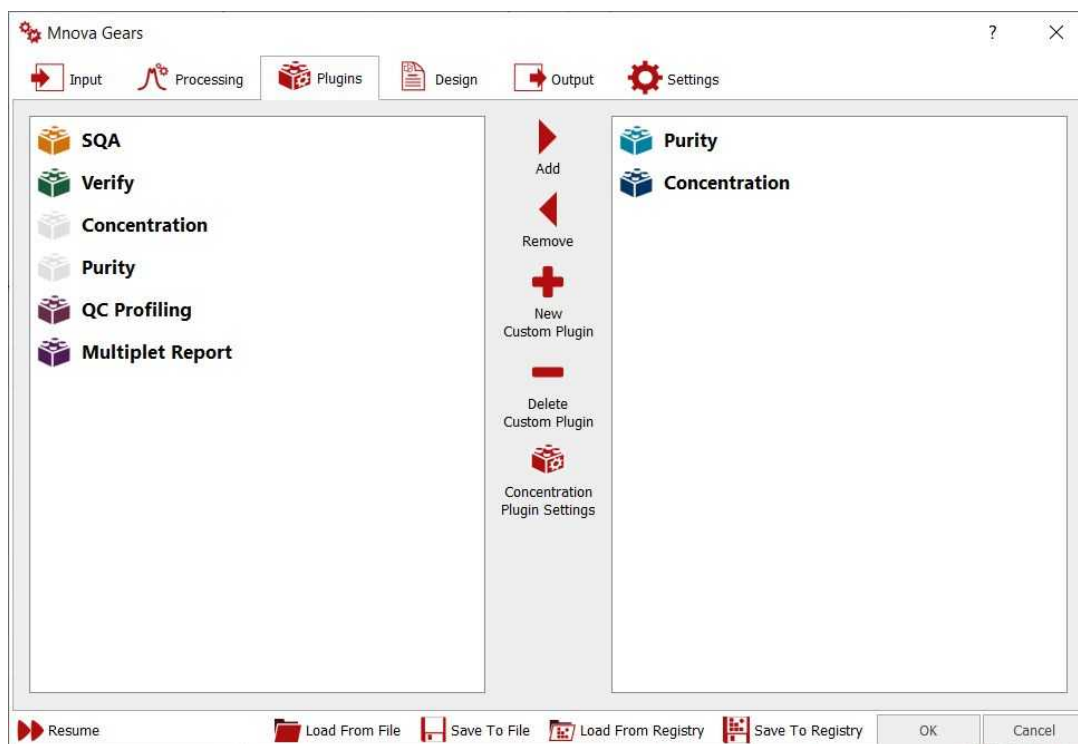 Mnova Gears
?
Input
Processing
Plugins
Design
Output
Settings
SQA
Verify
Concentration
Purity
QC Profiling
Multiplet Report
Add
Remove
New
Custom Plugin
Delete
Custom Plugin
Concentration
Plugin Settings
Purity
Concentration
Resume
Load From File
Save To File
Load From Registry
Save To Registry
OK
Cancel